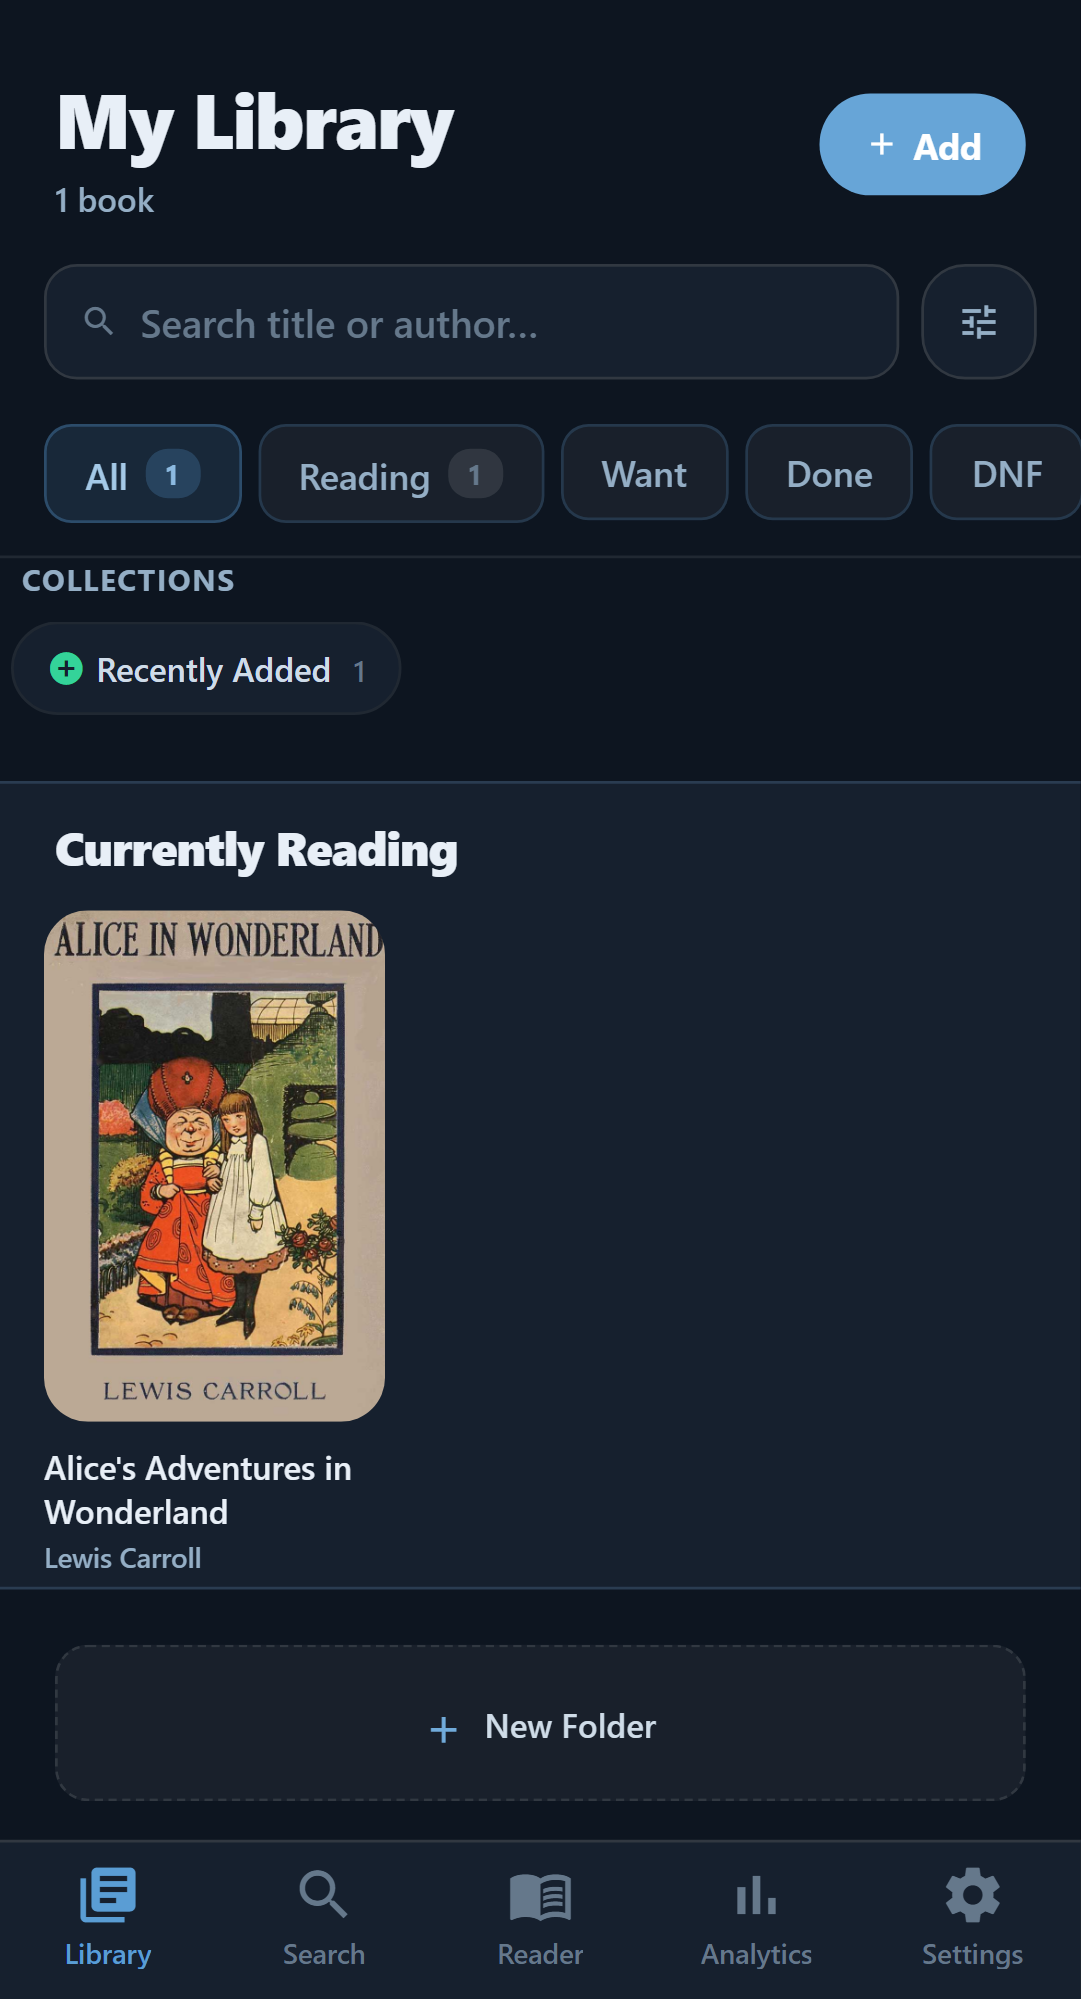 My Library
+ Add
1 book
Search title or author...
All 1
Reading 1
Want
Done
DNF
COLLECTIONS
Recently Added 1
Currently Reading
ALICE IN WONDERLAND
LEWIS CARROLL
Alice's Adventures in
Wonderland
Lewis Carroll
+ New Folder
Library
Search
Reader
Analytics
Settings